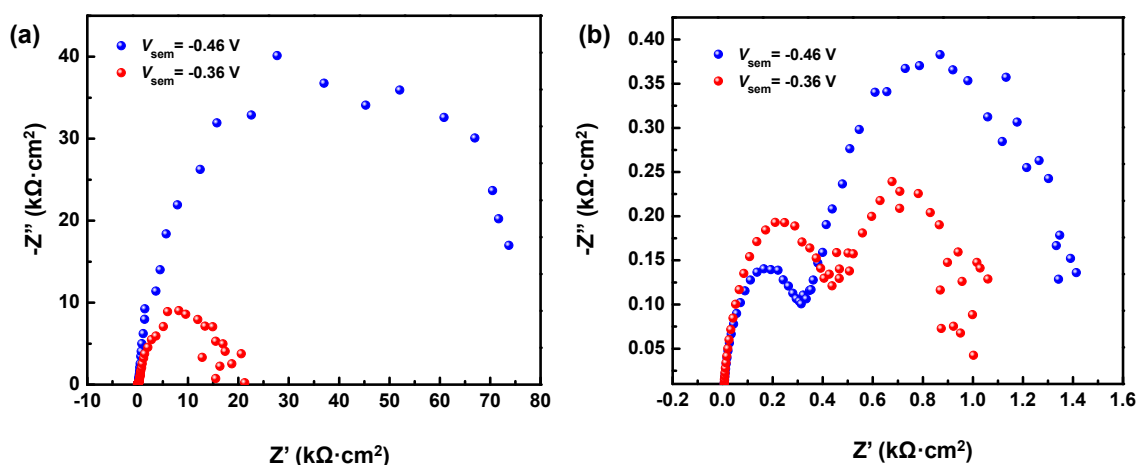 (a)
V_sem= -0.46 V
V_sem= -0.36 V
-Z'' (kΩ·cm²)
40
30
20
10
0
-10 0 10 20 30 40 50 60 70 80
Z' (kΩ·cm²)
(b)
V_sem= -0.46 V
V_sem= -0.36 V
-Z'' (kΩ·cm²)
0.40
0.35
0.30
0.25
0.20
0.15
0.10
0.05
-0.2 0.0 0.2 0.4 0.6 0.8 1.0 1.2 1.4 1.6
Z' (kΩ·cm²)